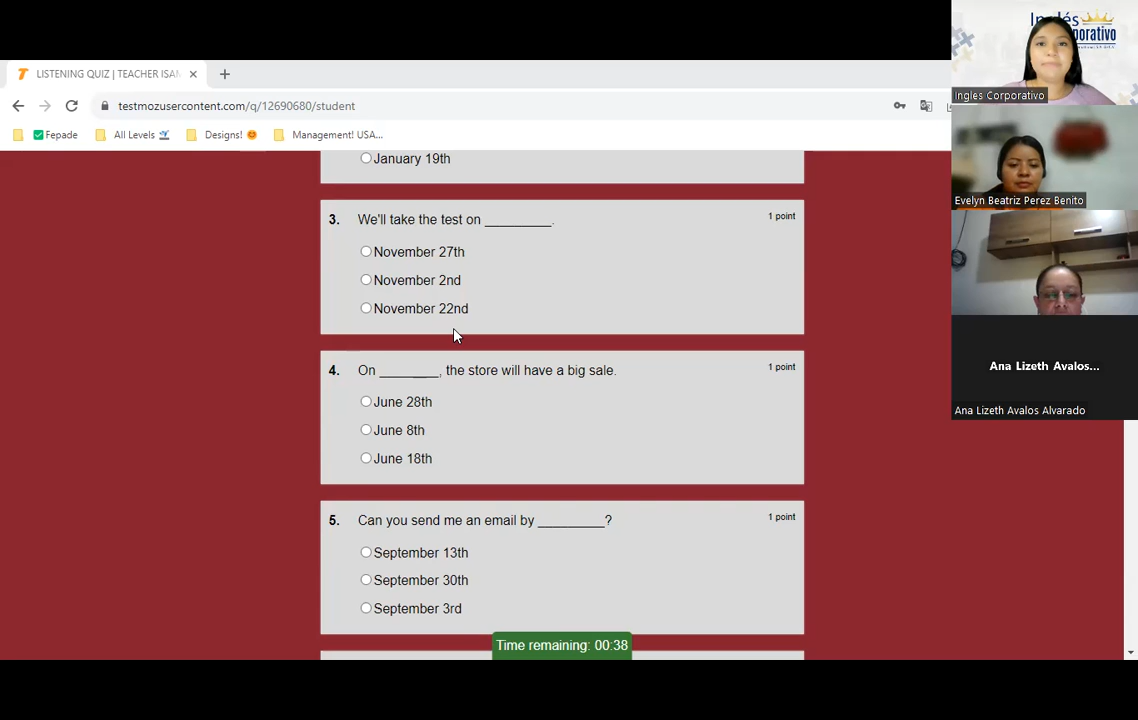 LISTENING QUIZ | TEACHER ISAM
testmozusercontent.com/q/12690680/student
Fepade
All Levels
Designs!
Management! USA...
January 19th
3. We'll take the test on _________. 1 point
November 27th
November 2nd
November 22nd
4. On ________, the store will have a big sale. 1 point
June 28th
June 8th
June 18th
5. Can you send me an email by _________? 1 point
September 13th
September 30th
September 3rd
Time remaining: 00:38
Ingles Corporativo
Evelyn Beatriz Perez Benito
Ana Lizeth Avalos...
Ana Lizeth Avalos Alvarado